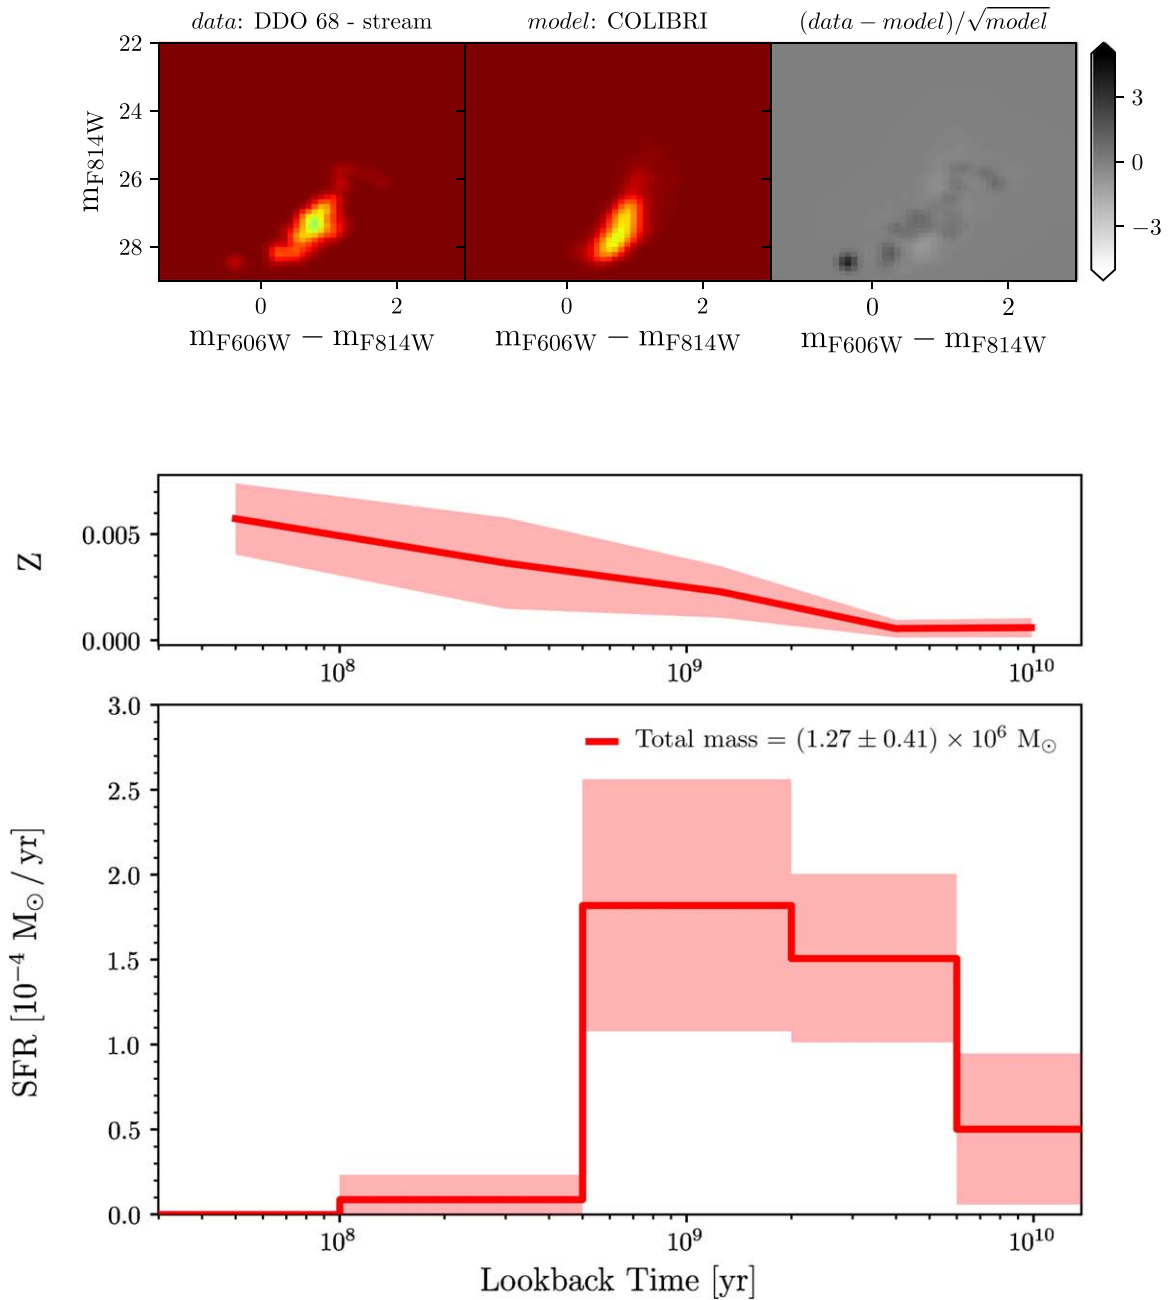 data: DDO 68 - stream
model: COLIBRI
(data − model)/√model
22
24
26
28
m_F814W
0 2
0 2
0 2
m_F606W − m_F814W
m_F606W − m_F814W
m_F606W − m_F814W
3
0
−3
Z
0.005
0.000
10^8 10^9 10^10
SFR [10^−4 M_⊙ / yr]
3.0
2.5
2.0
1.5
1.0
0.5
0.0
Total mass = (1.27 ± 0.41) × 10^6 M_⊙
10^8 10^9 10^10
Lookback Time [yr]